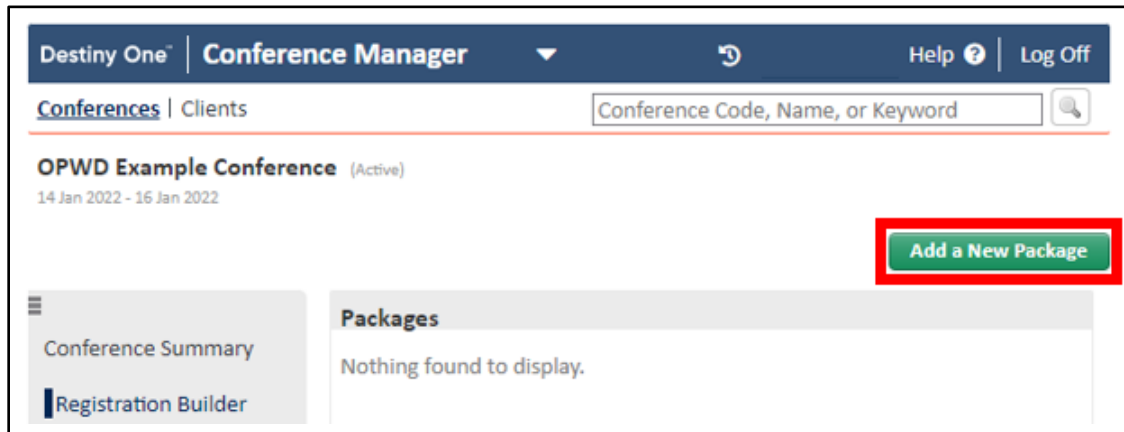 Destiny One™ | Conference Manager Help ? | Log Off
Conferences | Clients Conference Code, Name, or Keyword
OPWD Example Conference (Active)
14 Jan 2022 - 16 Jan 2022
Add a New Package
Packages
Conference Summary
Nothing found to display.
Registration Builder